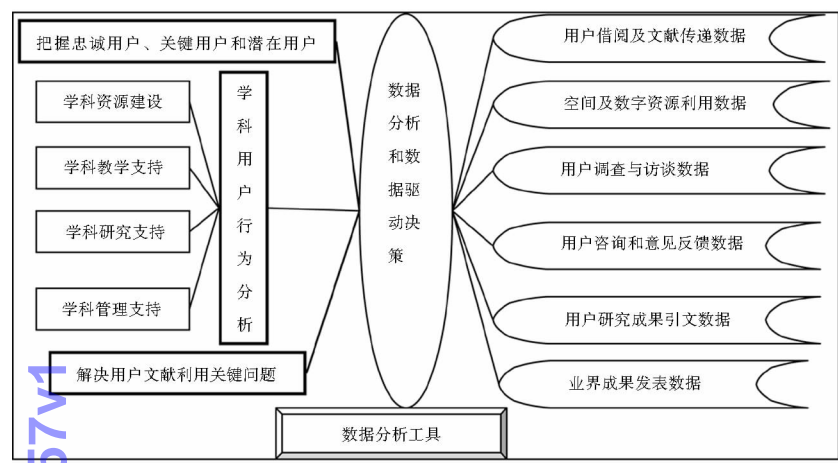 把握忠诚用户、关键用户和潜在用户
学科资源建设
学科教学支持
学科研究支持
学科管理支持
学科用户行为分析
解决用户文献利用关键问题
数据
分析
和数
据驱
动决
策
用户借阅及文献传递数据
空间及数字资源利用数据
用户调查与访谈数据
用户咨询和意见反馈数据
用户研究成果引文数据
业界成果发表数据
数据分析工具
57v1